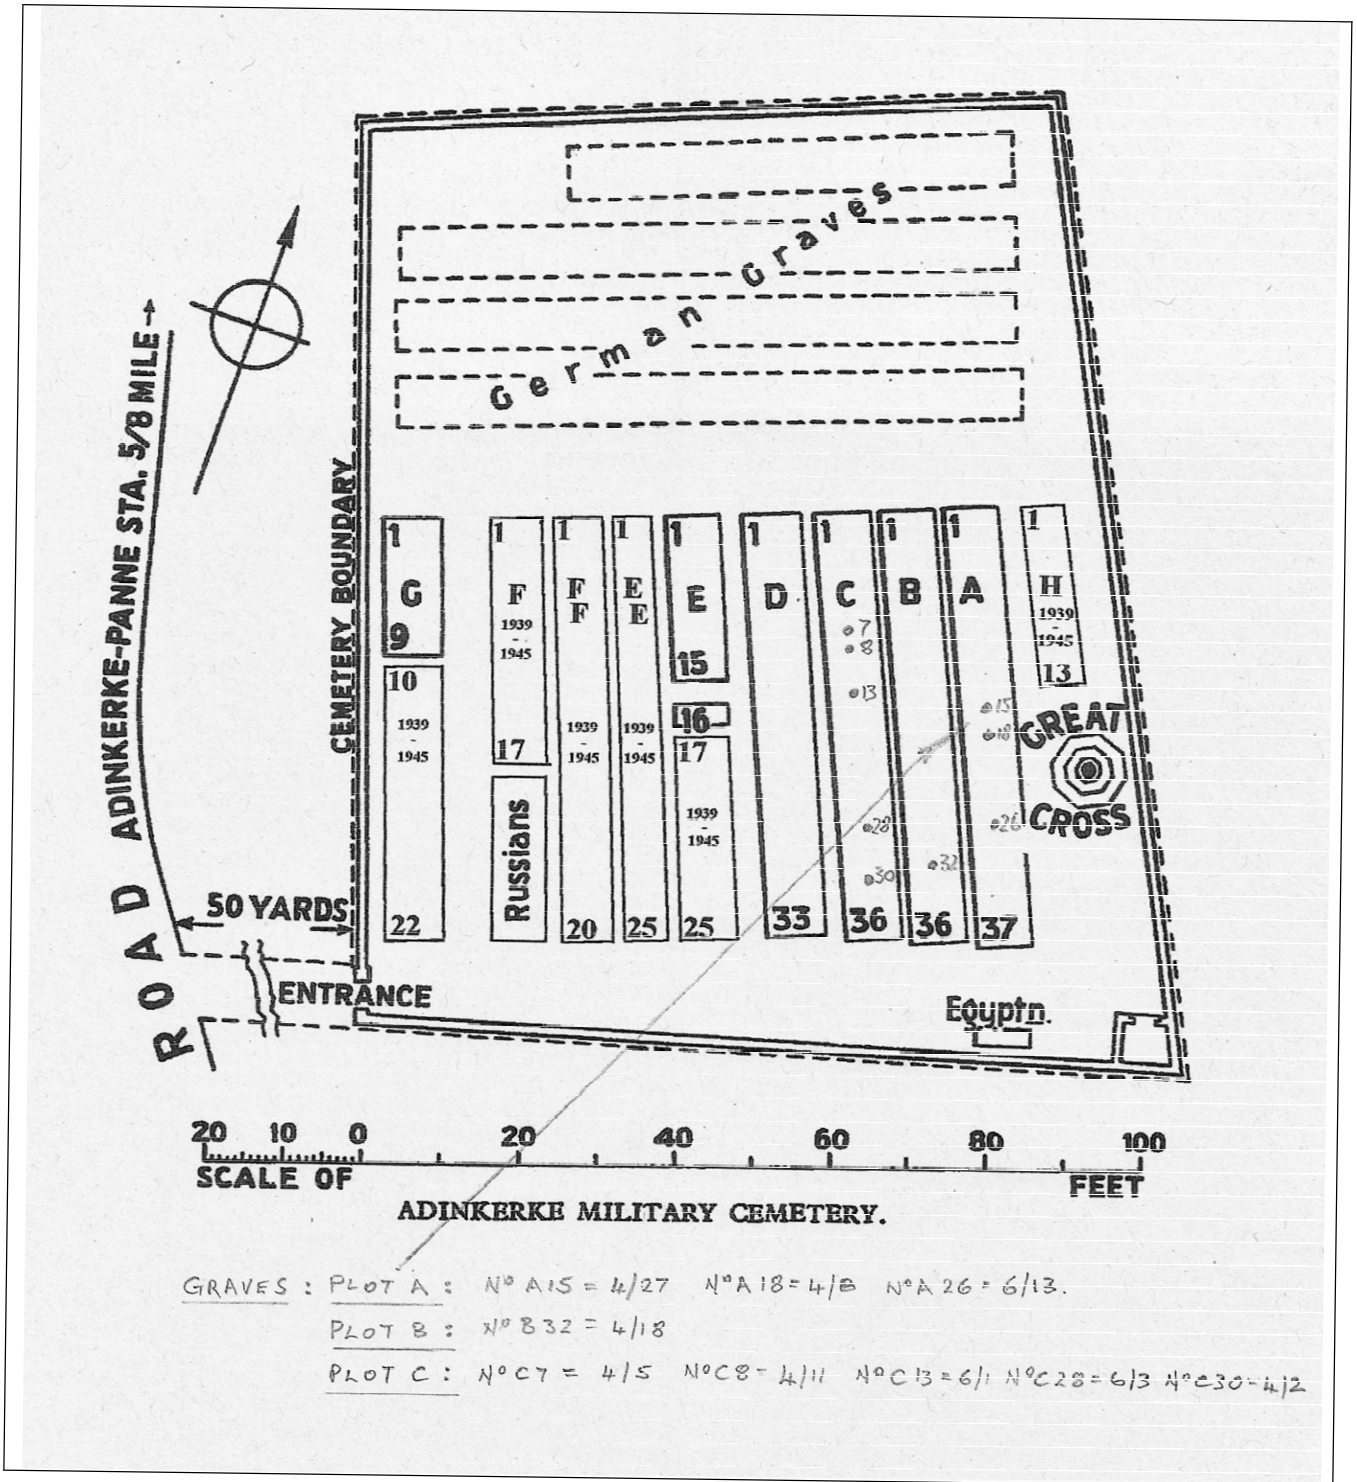 German Graves
ADINKERKE-PANNE STA. 5/8 MILE →
ROAD
CEMETERY BOUNDARY
50 YARDS
ENTRANCE
1
G
9
10
1939
-
1945
22
1
F
1939
-
1945
17
Russians
1
F
F
1939
-
1945
20
1
E
E
1939
-
1945
25
1
E
15
16
17
1939
-
1945
25
1
D
33
1
C
7
8
13
28
30
36
1
B
32
36
1
A
15
18
26
37
1
H
1939
-
1945
13
GREAT
CROSS
Egyptn.
20 10 0 20 40 60 80 100
SCALE OF FEET
ADINKERKE MILITARY CEMETERY.
GRAVES : PLOT A : Nº A15 = 4/27 Nº A18 = 4/8 Nº A 26 = 6/13.
PLOT B : Nº B32 = 4/18
PLOT C : Nº C7 = 4/5 Nº C8 - 4/11 Nº C13 = 6/1 Nº C28 = 6/3 Nº C30 - 4/2